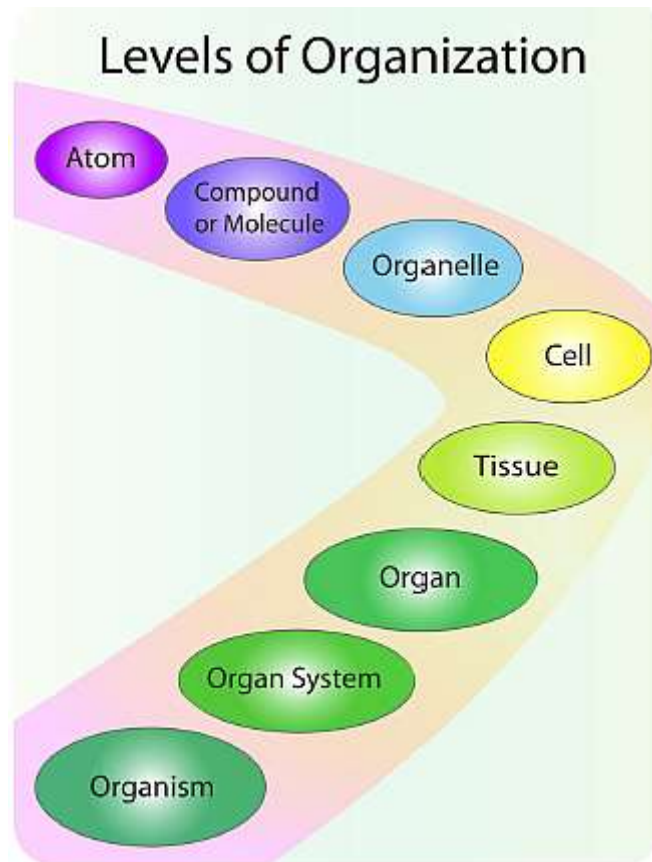 Levels of Organization
Atom
Compound
or Molecule
Organelle
Cell
Tissue
Organ
Organ System
Organism